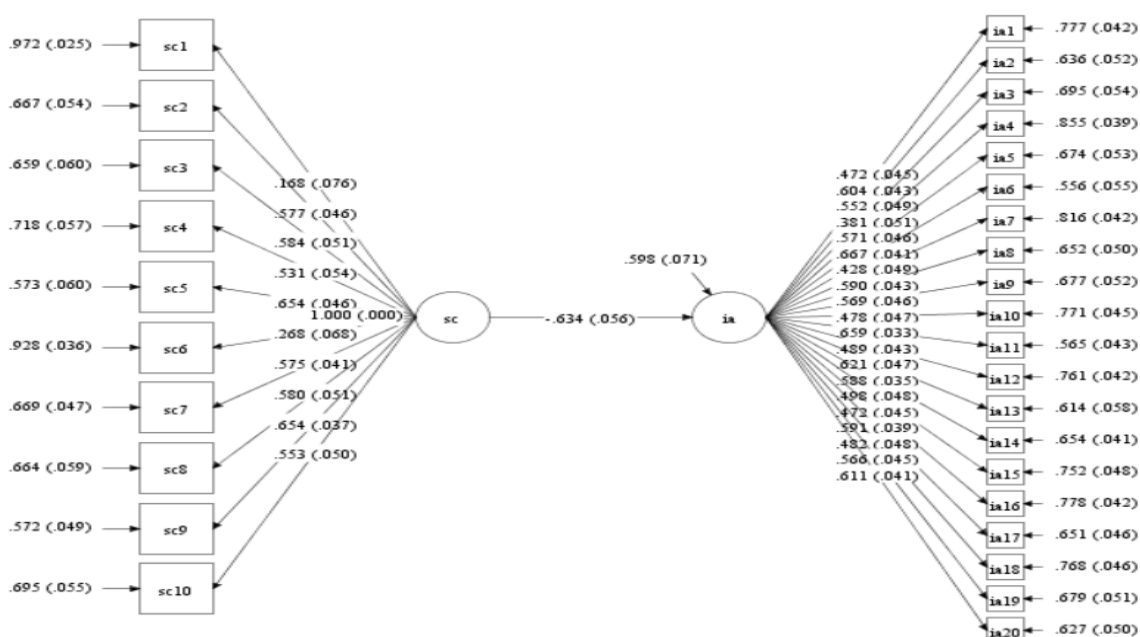 .972 (.025)
sc1
.667 (.054)
sc2
.659 (.060)
sc3
.718 (.057)
sc4
.573 (.060)
sc5
.928 (.036)
sc6
.669 (.047)
sc7
.664 (.059)
sc8
.572 (.049)
sc9
.695 (.055)
sc10
.168 (.076)
.577 (.046)
.584 (.051)
.531 (.054)
.654 (.046)
1.000 (.000)
.268 (.068)
.575 (.041)
.580 (.051)
.654 (.037)
.553 (.050)
sc
-.634 (.056)
.598 (.071)
ia
.472 (.045)
.604 (.043)
.552 (.049)
.381 (.051)
.571 (.046)
.667 (.041)
.428 (.049)
.590 (.043)
.569 (.046)
.478 (.047)
.659 (.033)
.489 (.043)
.621 (.047)
.588 (.035)
.498 (.048)
.472 (.045)
.591 (.039)
.482 (.048)
.566 (.045)
.611 (.041)
ia1
.777 (.042)
ia2
.636 (.052)
ia3
.695 (.054)
ia4
.855 (.039)
ia5
.674 (.053)
ia6
.556 (.055)
ia7
.816 (.042)
ia8
.652 (.050)
ia9
.677 (.052)
ia10
.771 (.045)
ia11
.565 (.043)
ia12
.761 (.042)
ia13
.614 (.058)
ia14
.654 (.041)
ia15
.752 (.048)
ia16
.778 (.042)
ia17
.651 (.046)
ia18
.768 (.046)
ia19
.679 (.051)
ia20
.627 (.050)